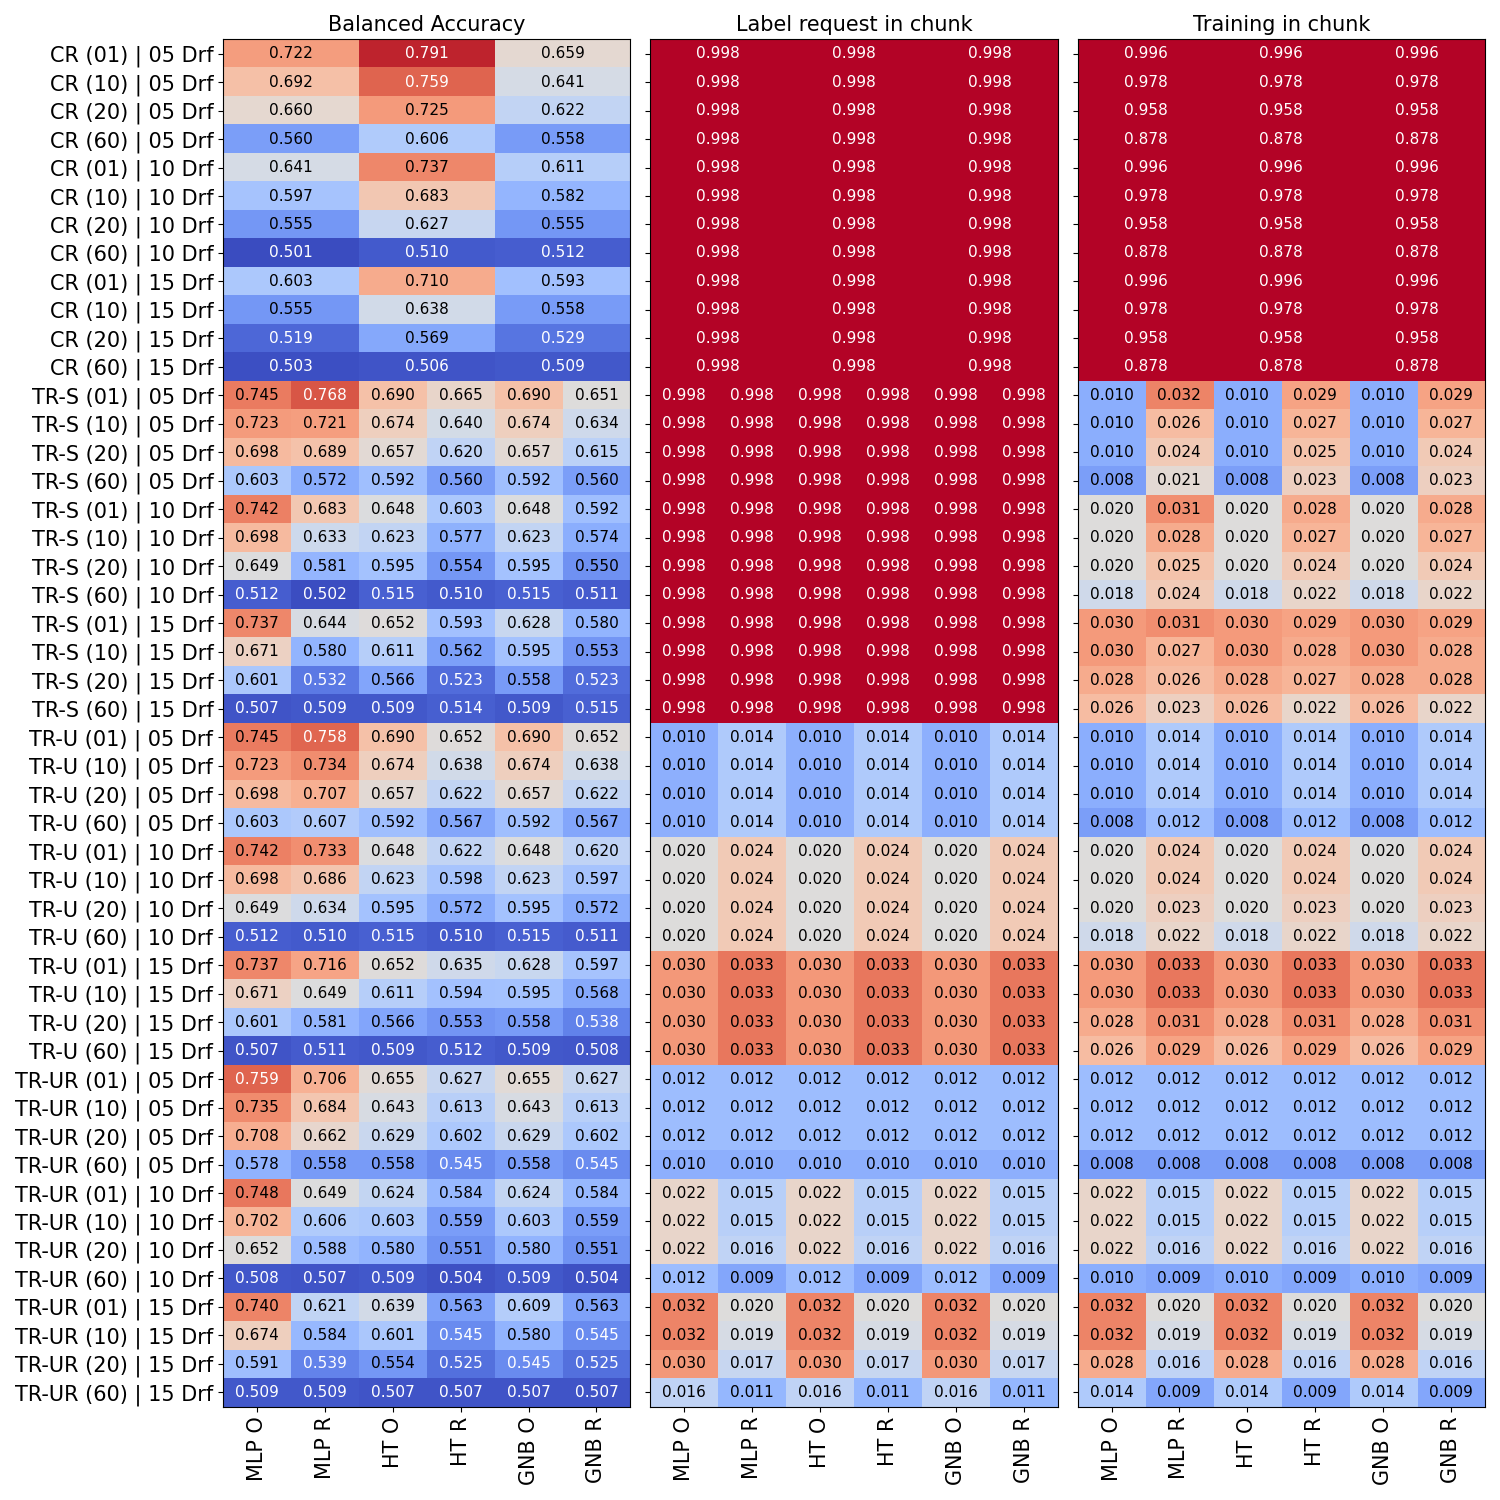 Balanced Accuracy Label request in chunk Training in chunk
CR (01) | 05 Drf 0.722 0.791 0.659 0.998 0.998 0.998 0.996 0.996 0.996
CR (10) | 05 Drf 0.692 0.759 0.641 0.998 0.998 0.998 0.978 0.978 0.978
CR (20) | 05 Drf 0.660 0.725 0.622 0.998 0.998 0.998 0.958 0.958 0.958
CR (60) | 05 Drf 0.560 0.606 0.558 0.998 0.998 0.998 0.878 0.878 0.878
CR (01) | 10 Drf 0.641 0.737 0.611 0.998 0.998 0.998 0.996 0.996 0.996
CR (10) | 10 Drf 0.597 0.683 0.582 0.998 0.998 0.998 0.978 0.978 0.978
CR (20) | 10 Drf 0.555 0.627 0.555 0.998 0.998 0.998 0.958 0.958 0.958
CR (60) | 10 Drf 0.501 0.510 0.512 0.998 0.998 0.998 0.878 0.878 0.878
CR (01) | 15 Drf 0.603 0.710 0.593 0.998 0.998 0.998 0.996 0.996 0.996
CR (10) | 15 Drf 0.555 0.638 0.558 0.998 0.998 0.998 0.978 0.978 0.978
CR (20) | 15 Drf 0.519 0.569 0.529 0.998 0.998 0.998 0.958 0.958 0.958
CR (60) | 15 Drf 0.503 0.506 0.509 0.998 0.998 0.998 0.878 0.878 0.878
TR-S (01) | 05 Drf 0.745 0.768 0.690 0.665 0.690 0.651 0.998 0.998 0.998 0.998 0.998 0.998 0.010 0.032 0.010 0.029 0.010 0.029
TR-S (10) | 05 Drf 0.723 0.721 0.674 0.640 0.674 0.634 0.998 0.998 0.998 0.998 0.998 0.998 0.010 0.026 0.010 0.027 0.010 0.027
TR-S (20) | 05 Drf 0.698 0.689 0.657 0.620 0.657 0.615 0.998 0.998 0.998 0.998 0.998 0.998 0.010 0.024 0.010 0.025 0.010 0.024
TR-S (60) | 05 Drf 0.603 0.572 0.592 0.560 0.592 0.560 0.998 0.998 0.998 0.998 0.998 0.998 0.008 0.021 0.008 0.023 0.008 0.023
TR-S (01) | 10 Drf 0.742 0.683 0.648 0.603 0.648 0.592 0.998 0.998 0.998 0.998 0.998 0.998 0.020 0.031 0.020 0.028 0.020 0.028
TR-S (10) | 10 Drf 0.698 0.633 0.623 0.577 0.623 0.574 0.998 0.998 0.998 0.998 0.998 0.998 0.020 0.028 0.020 0.027 0.020 0.027
TR-S (20) | 10 Drf 0.649 0.581 0.595 0.554 0.595 0.550 0.998 0.998 0.998 0.998 0.998 0.998 0.020 0.025 0.020 0.024 0.020 0.024
TR-S (60) | 10 Drf 0.512 0.502 0.515 0.510 0.515 0.511 0.998 0.998 0.998 0.998 0.998 0.998 0.018 0.024 0.018 0.022 0.018 0.022
TR-S (01) | 15 Drf 0.737 0.644 0.652 0.593 0.628 0.580 0.998 0.998 0.998 0.998 0.998 0.998 0.030 0.031 0.030 0.029 0.030 0.029
TR-S (10) | 15 Drf 0.671 0.580 0.611 0.562 0.595 0.553 0.998 0.998 0.998 0.998 0.998 0.998 0.030 0.027 0.030 0.028 0.030 0.028
TR-S (20) | 15 Drf 0.601 0.532 0.566 0.523 0.558 0.523 0.998 0.998 0.998 0.998 0.998 0.998 0.028 0.026 0.028 0.027 0.028 0.028
TR-S (60) | 15 Drf 0.507 0.509 0.509 0.514 0.509 0.515 0.998 0.998 0.998 0.998 0.998 0.998 0.026 0.023 0.026 0.022 0.026 0.022
TR-U (01) | 05 Drf 0.745 0.758 0.690 0.652 0.690 0.652 0.010 0.014 0.010 0.014 0.010 0.014 0.010 0.014 0.010 0.014 0.010 0.014
TR-U (10) | 05 Drf 0.723 0.734 0.674 0.638 0.674 0.638 0.010 0.014 0.010 0.014 0.010 0.014 0.010 0.014 0.010 0.014 0.010 0.014
TR-U (20) | 05 Drf 0.698 0.707 0.657 0.622 0.657 0.622 0.010 0.014 0.010 0.014 0.010 0.014 0.010 0.014 0.010 0.014 0.010 0.014
TR-U (60) | 05 Drf 0.603 0.607 0.592 0.567 0.592 0.567 0.010 0.014 0.010 0.014 0.010 0.014 0.008 0.012 0.008 0.012 0.008 0.012
TR-U (01) | 10 Drf 0.742 0.733 0.648 0.622 0.648 0.620 0.020 0.024 0.020 0.024 0.020 0.024 0.020 0.024 0.020 0.024 0.020 0.024
TR-U (10) | 10 Drf 0.698 0.686 0.623 0.598 0.623 0.597 0.020 0.024 0.020 0.024 0.020 0.024 0.020 0.024 0.020 0.024 0.020 0.024
TR-U (20) | 10 Drf 0.649 0.634 0.595 0.572 0.595 0.572 0.020 0.024 0.020 0.024 0.020 0.024 0.020 0.023 0.020 0.023 0.020 0.023
TR-U (60) | 10 Drf 0.512 0.510 0.515 0.510 0.515 0.511 0.020 0.024 0.020 0.024 0.020 0.024 0.018 0.022 0.018 0.022 0.018 0.022
TR-U (01) | 15 Drf 0.737 0.716 0.652 0.635 0.628 0.597 0.030 0.033 0.030 0.033 0.030 0.033 0.030 0.033 0.030 0.033 0.030 0.033
TR-U (10) | 15 Drf 0.671 0.649 0.611 0.594 0.595 0.568 0.030 0.033 0.030 0.033 0.030 0.033 0.030 0.033 0.030 0.033 0.030 0.033
TR-U (20) | 15 Drf 0.601 0.581 0.566 0.553 0.558 0.538 0.030 0.033 0.030 0.033 0.030 0.033 0.028 0.031 0.028 0.031 0.028 0.031
TR-U (60) | 15 Drf 0.507 0.511 0.509 0.512 0.509 0.508 0.030 0.033 0.030 0.033 0.030 0.033 0.026 0.029 0.026 0.029 0.026 0.029
TR-UR (01) | 05 Drf 0.759 0.706 0.655 0.627 0.655 0.627 0.012 0.012 0.012 0.012 0.012 0.012 0.012 0.012 0.012 0.012 0.012 0.012
TR-UR (10) | 05 Drf 0.735 0.684 0.643 0.613 0.643 0.613 0.012 0.012 0.012 0.012 0.012 0.012 0.012 0.012 0.012 0.012 0.012 0.012
TR-UR (20) | 05 Drf 0.708 0.662 0.629 0.602 0.629 0.602 0.012 0.012 0.012 0.012 0.012 0.012 0.012 0.012 0.012 0.012 0.012 0.012
TR-UR (60) | 05 Drf 0.578 0.558 0.558 0.545 0.558 0.545 0.010 0.010 0.010 0.010 0.010 0.010 0.008 0.008 0.008 0.008 0.008 0.008
TR-UR (01) | 10 Drf 0.748 0.649 0.624 0.584 0.624 0.584 0.022 0.015 0.022 0.015 0.022 0.015 0.022 0.015 0.022 0.015 0.022 0.015
TR-UR (10) | 10 Drf 0.702 0.606 0.603 0.559 0.603 0.559 0.022 0.015 0.022 0.015 0.022 0.015 0.022 0.015 0.022 0.015 0.022 0.015
TR-UR (20) | 10 Drf 0.652 0.588 0.580 0.551 0.580 0.551 0.022 0.016 0.022 0.016 0.022 0.016 0.022 0.016 0.022 0.016 0.022 0.016
TR-UR (60) | 10 Drf 0.508 0.507 0.509 0.504 0.509 0.504 0.012 0.009 0.012 0.009 0.012 0.009 0.010 0.009 0.010 0.009 0.010 0.009
TR-UR (01) | 15 Drf 0.740 0.621 0.639 0.563 0.609 0.563 0.032 0.020 0.032 0.020 0.032 0.020 0.032 0.020 0.032 0.020 0.032 0.020
TR-UR (10) | 15 Drf 0.674 0.584 0.601 0.545 0.580 0.545 0.032 0.019 0.032 0.019 0.032 0.019 0.032 0.019 0.032 0.019 0.032 0.019
TR-UR (20) | 15 Drf 0.591 0.539 0.554 0.525 0.545 0.525 0.030 0.017 0.030 0.017 0.030 0.017 0.028 0.016 0.028 0.016 0.028 0.016
TR-UR (60) | 15 Drf 0.509 0.509 0.507 0.507 0.507 0.507 0.016 0.011 0.016 0.011 0.016 0.011 0.014 0.009 0.014 0.009 0.014 0.009
MLP O MLP R HT O HT R GNB O GNB R MLP O MLP R HT O HT R GNB O GNB R MLP O MLP R HT O HT R GNB O GNB R